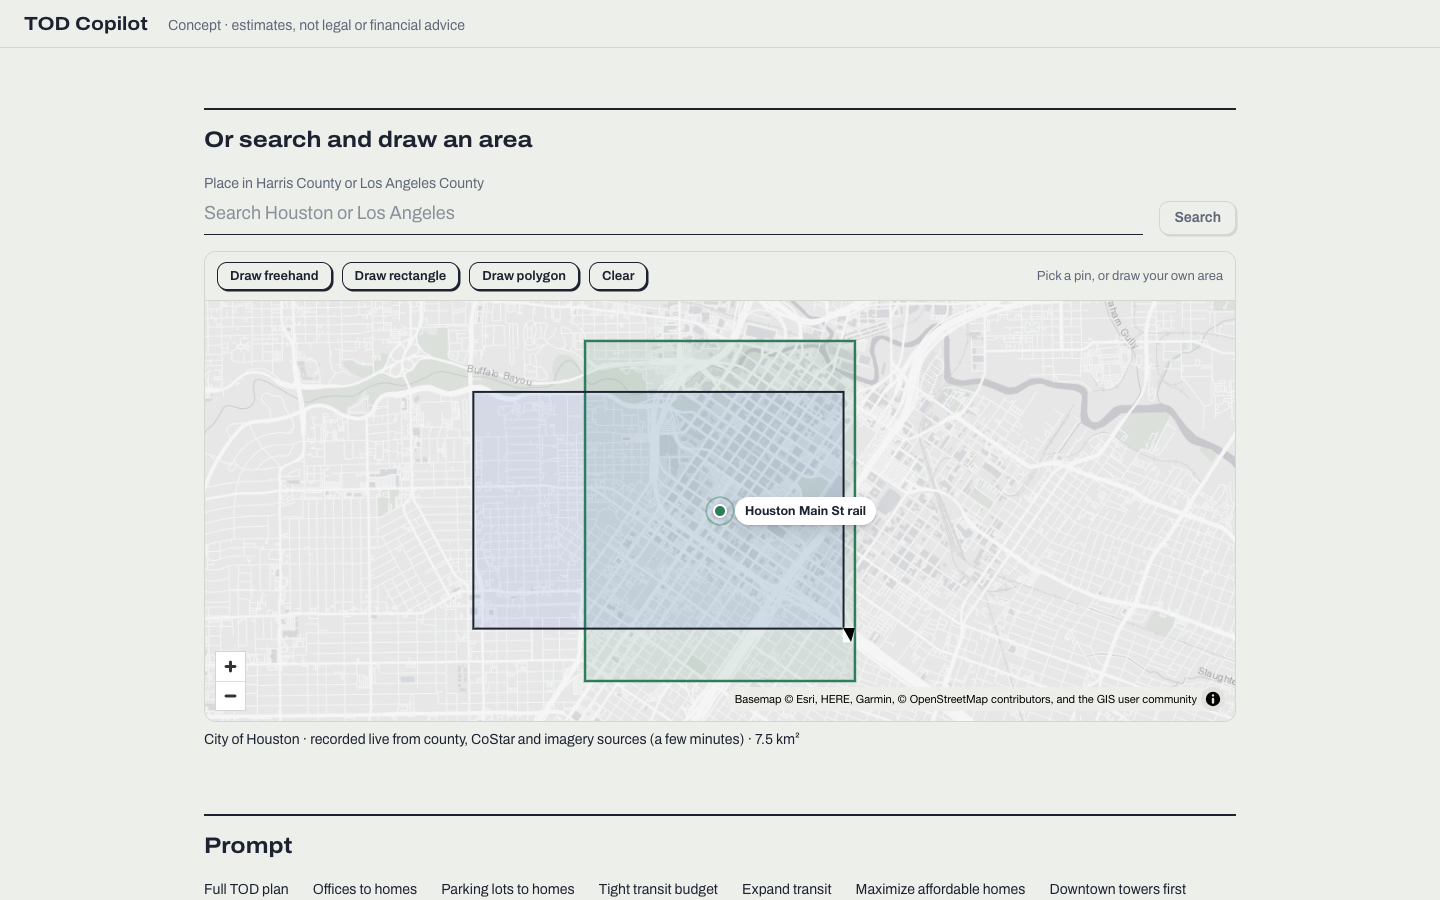 TOD Copilot
Concept · estimates, not legal or financial advice
Or search and draw an area
Place in Harris County or Los Angeles County
Search Houston or Los Angeles
Search
Draw freehand
Draw rectangle
Draw polygon
Clear
Pick a pin, or draw your own area
Buffalo Bayou
Houston Main St rail
Basemap © Esri, HERE, Garmin, © OpenStreetMap contributors, and the GIS user community
City of Houston · recorded live from county, CoStar and imagery sources (a few minutes) · 7.5 km²
Prompt
Full TOD plan
Offices to homes
Parking lots to homes
Tight transit budget
Expand transit
Maximize affordable homes
Downtown towers first